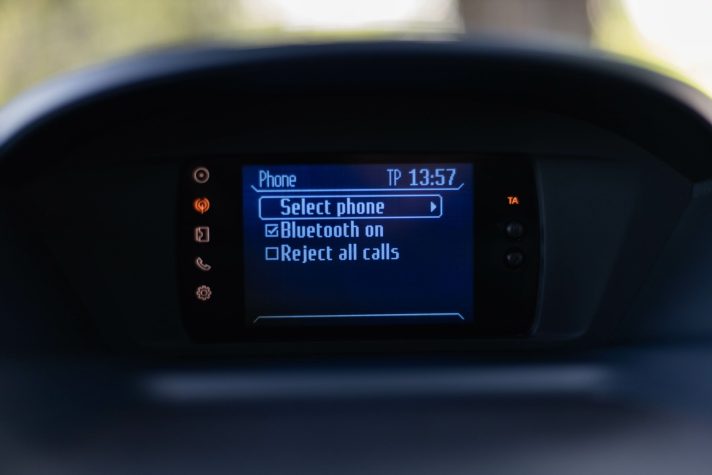 Phone TP 13:57
Select phone
Bluetooth on
Reject all calls
TA